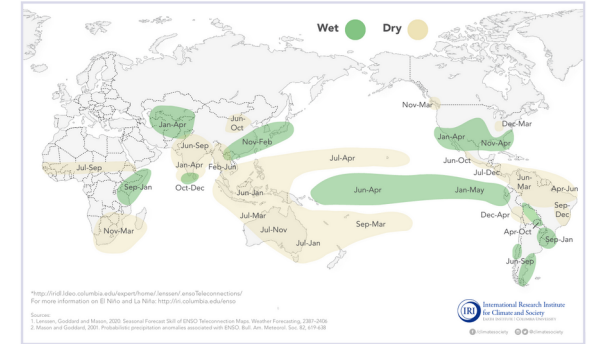 Wet
Dry
Nov-Mar
Dec-Mar
Jan-Apr
Nov-Apr
Jun-Oct
Jul-Dec
Jan-Apr
Jun-Oct
Nov-Feb
Jun-Sep
Jan-Apr
Feb-Jun
Oct-Dec
Jul-Sep
Sep-Jan
Nov-Mar
Jul-Apr
Jun-Jan
Jun-Apr
Jan-May
Jul-Mar
Jul-Nov
Jul-Jan
Sep-Mar
Jun-Mar
Apr-Jun
Sep-Dec
Dec-Apr
Apr-Oct
Sep-Jan
Jun-Sep
*http://iridl.ldeo.columbia.edu/expert/home/.lenssen/.ensoTeleconnections/
For more information on El Niño and La Niña: http://iri.columbia.edu/enso
Sources:
1. Lenssen, Goddard and Mason, 2020. Seasonal Forecast Skill of ENSO Teleconnection Maps. Weather Forecasting, 2387-2406
2. Mason and Goddard, 2001. Probabilistic precipitation anomalies associated with ENSO. Bull. Am. Meteorol. Soc. 82, 619-638
IRI
International Research Institute
for Climate and Society
EARTH INSTITUTE | COLUMBIA UNIVERSITY
/climatesociety
@climatesociety